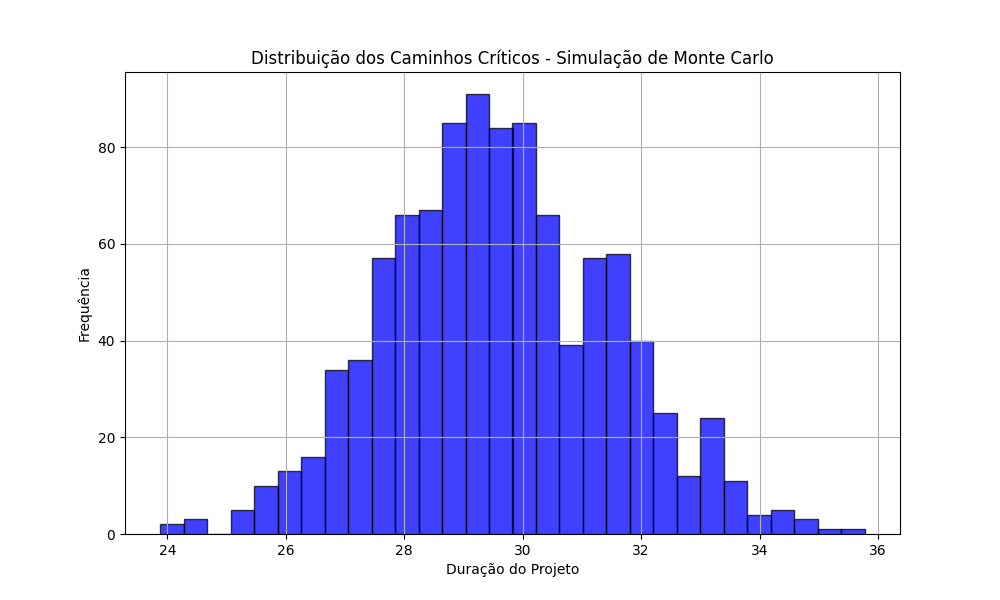 Distribuição dos Caminhos Críticos - Simulação de Monte Carlo
Frequência
80
60
40
20
0
24 26 28 30 32 34 36
Duração do Projeto